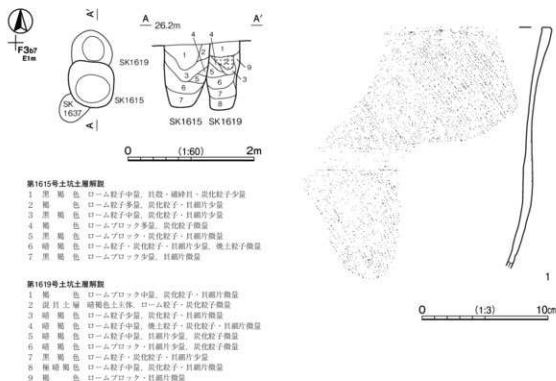 A'
F3b7
E1m
SK1619
SK1615
SK
1637
A
A 26.2m A'
4 2 4
1 1
2
9
3 5 5
3
4 6
6 7
7 8
SK1615 SK1619
0 (1:60) 2m
第1615号土坑土層解説
1 黒褐色 ローム粒子中量，貝殻・破砕貝・炭化粒子少量
2 褐色 ローム粒子多量，炭化粒子・貝細片少量
3 黒褐色 ローム粒子中量，炭化粒子・貝細片少量
4 褐色 ロームブロック多量，炭化粒子微量
5 黒褐色 ロームブロック・炭化粒子・貝細片微量
6 暗褐色 ローム粒子・炭化粒子・貝細片少量，焼土粒子微量
7 黒褐色 ロームブロック少量，貝細片微量
第1619号土坑土層解説
1 褐色 ロームブロック中量，炭化粒子・貝細片微量
2 混貝土層 暗褐色土主体，ローム粒子・炭化粒子微量
3 暗褐色 ローム粒子少量，炭化粒子・貝細片微量
4 暗褐色 ローム粒子中量，焼土粒子・炭化粒子・貝細片微量
5 暗褐色 ローム粒子中量，貝細片少量，炭化粒子微量
6 暗褐色 ロームブロック・貝細片少量，炭化粒子微量
7 黒褐色 ローム粒子・炭化粒子・貝細片少量
8 極暗褐色 ローム粒子中量，炭化粒子・貝細片微量
9 褐色 ロームブロック・貝細片微量
1
0 (1:3) 10cm